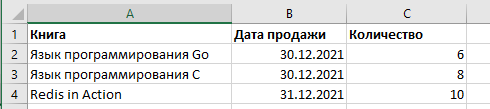 A B C
1 Книга Дата продажи Количество
2 Язык программирования Go 30.12.2021 6
3 Язык программирования C 30.12.2021 8
4 Redis in Action 31.12.2021 10